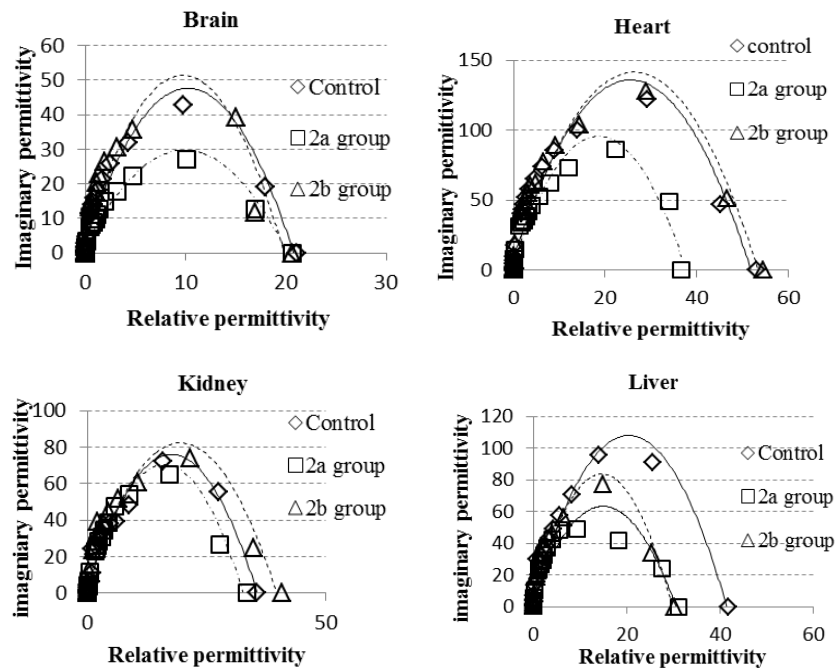 Brain
60
50
40
30
20
10
0
0
10
20
30
Imaginary permittivity
Relative permittivity
Control
2a group
2b group
Heart
150
100
50
0
0
20
40
60
Imaginary permittivity
Relative permittivity
control
2a group
2b group
Kidney
100
80
60
40
20
0
0
50
imagniary permittivity
Relative permittivity
Control
2a group
2b group
Liver
120
100
80
60
40
20
0
0
20
40
60
imaginary permittivity
Relative permittivity
Control
2a group
2b group